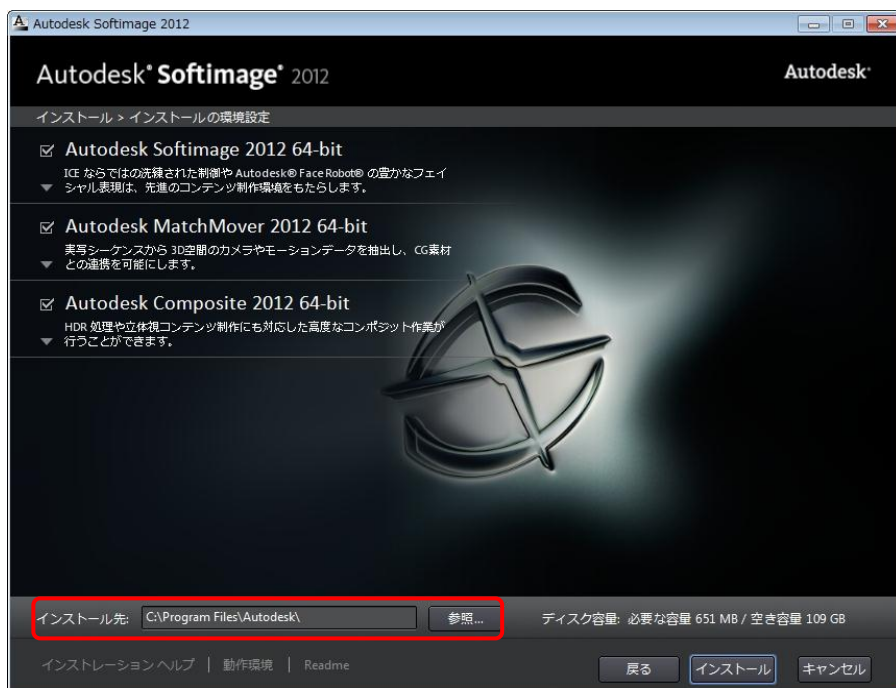 Autodesk Softimage 2012
Autodesk® Softimage® 2012
Autodesk®
インストール > インストールの環境設定
Autodesk Softimage 2012 64-bit
ICE ならではの洗練された制御や Autodesk® Face Robot® の豊かなフェイ
シャル表現は、先進のコンテンツ制作環境をもたらします。
Autodesk MatchMover 2012 64-bit
実写シーケンスから 3D空間のカメラやモーションデータを抽出し、CG素材
との連携を可能にします。
Autodesk Composite 2012 64-bit
HDR 処理や立体視コンテンツ制作にも対応した高度なコンポジット作業が
行うことができます。
インストール先: C:\Program Files\Autodesk\ 参照... ディスク容量: 必要な容量 651 MB / 空き容量 109 GB
インストレーション ヘルプ | 動作環境 | Readme 戻る インストール キャンセル